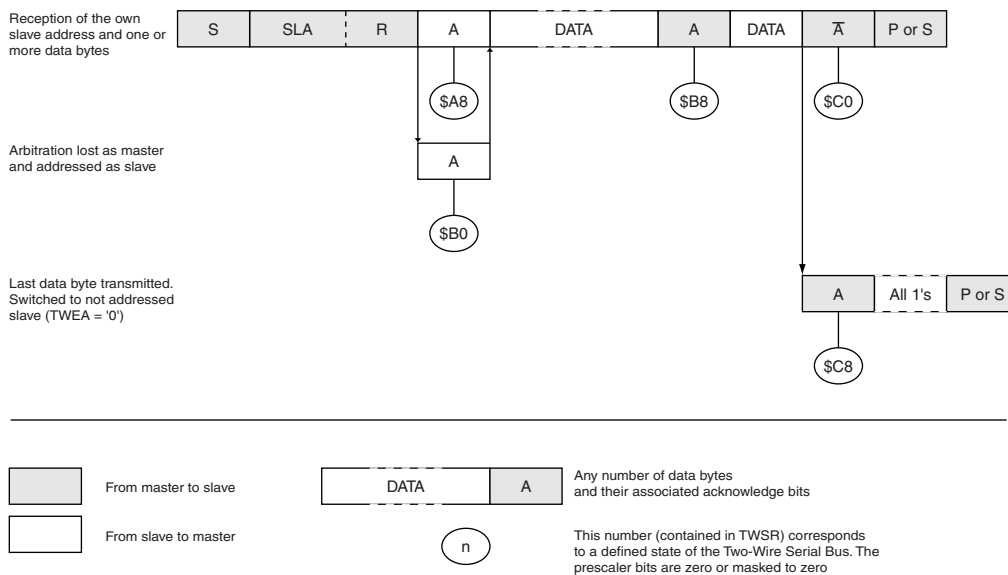 Reception of the own
slave address and one or
more data bytes
S SLA R A DATA A DATA A̅ P or S
$A8 $B8 $C0
Arbitration lost as master
and addressed as slave
A
$B0
Last data byte transmitted.
Switched to not addressed
slave (TWEA = '0')
A All 1's P or S
$C8
From master to slave
DATA A
Any number of data bytes
and their associated acknowledge bits
From slave to master
n
This number (contained in TWSR) corresponds
to a defined state of the Two-Wire Serial Bus. The
prescaler bits are zero or masked to zero